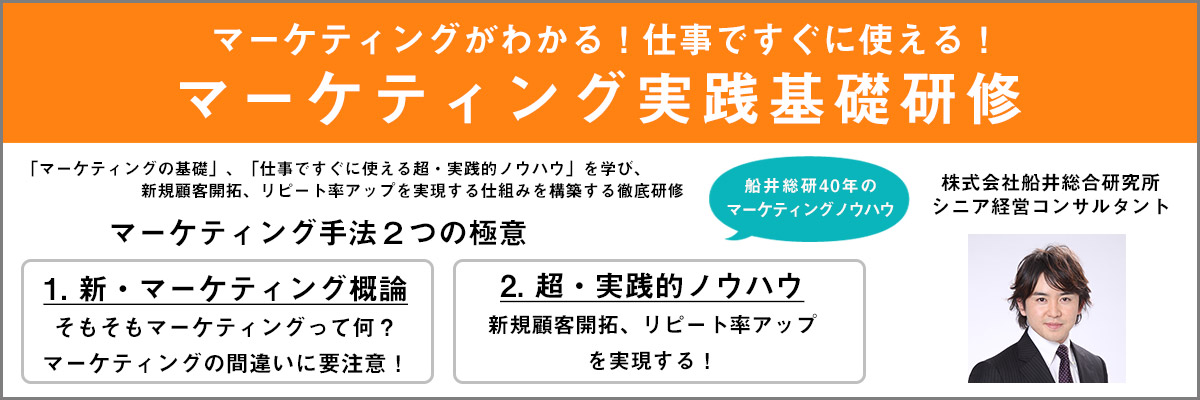 マーケティングがわかる！仕事ですぐに使える！
マーケティング実践基礎研修
「マーケティングの基礎」、「仕事ですぐに使える超・実践的ノウハウ」を学び、
新規顧客開拓、リピート率アップを実現する仕組みを構築する徹底研修
マーケティング手法２つの極意
1. 新・マーケティング概論
そもそもマーケティングって何？
マーケティングの間違いに要注意！
2. 超・実践的ノウハウ
新規顧客開拓、リピート率アップ
を実現する！
船井総研40年の
マーケティングノウハウ
株式会社船井総合研究所
シニア経営コンサルタント